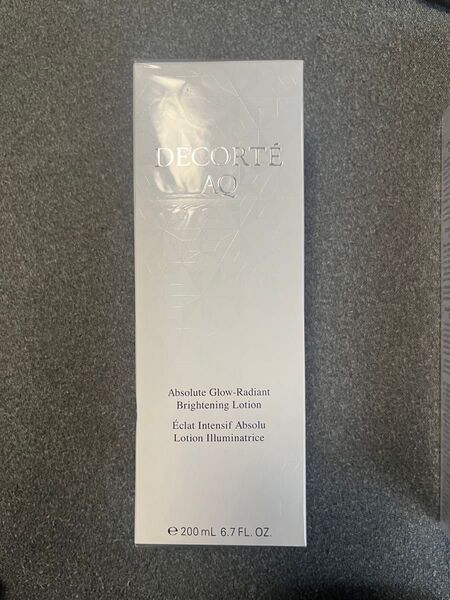 DECORTÉ
AQ
Absolute Glow-Radiant
Brightening Lotion
Éclat Intensif Absolu
Lotion Illuminatrice
℮ 200 mL 6.7 FL. OZ.